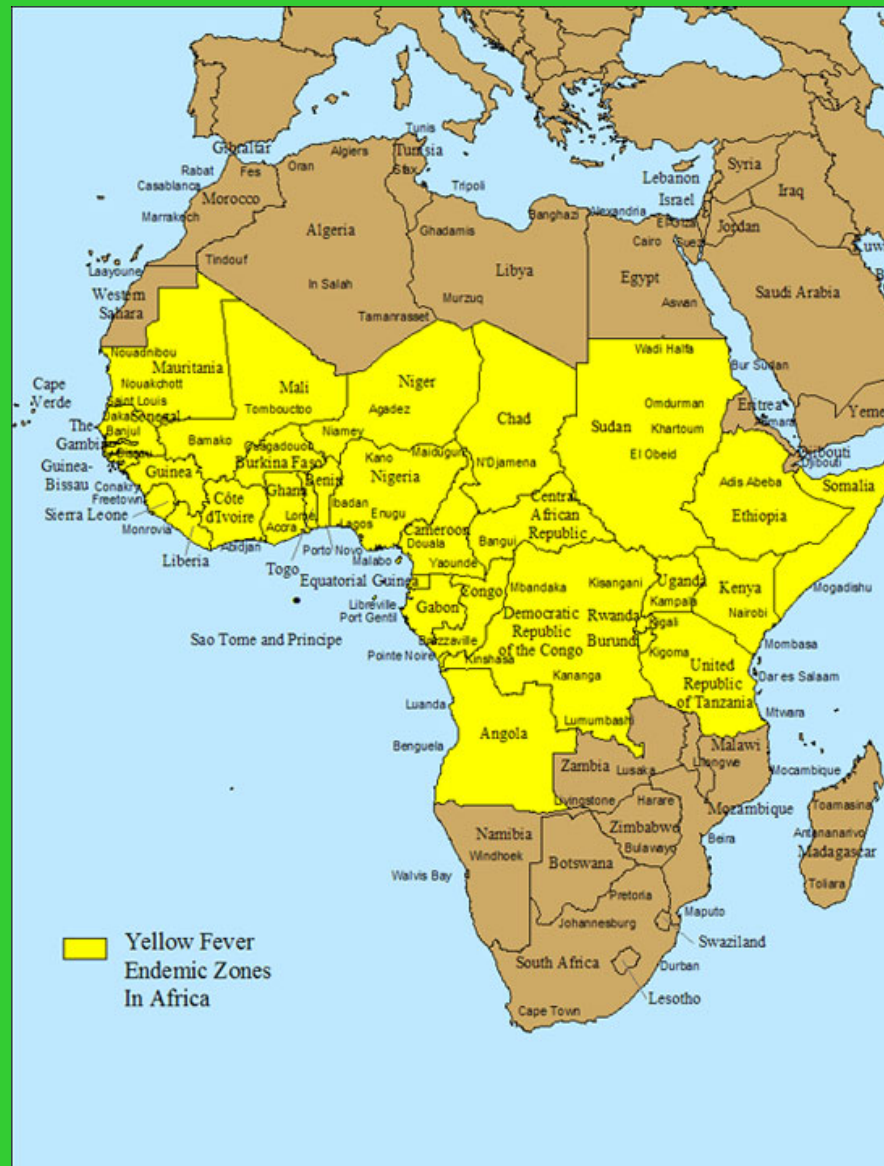 Tunis
Gibraltar
Algiers
Tunisia
Oran
Rabat
Fes
Sfax
Syria
Casablanca
Tripoli
Lebanon
Iraq
Morocco
Israel
Marrakech
Banghazi
Alexandria
Algeria
Ghadamis
Jordan
Cairo
Suez
Tindouf
Laayoune
Libya
In Salah
Egypt
Saudi Arabia
Western
Sahara
Murzuq
Aswan
Tamanrasset
Nouadhibou
Wadi Halfa
Mauritania
Bur Sudan
Cape
Verde
Nouakchott
Mali
Niger
Saint Louis
Tombouctoo
Agadez
Chad
Omdurman
Eritrea
Yemen
Senegal
Sudan
Khartoum
The
Gambia
Banjul
Niamey
Bamako
Maiduguri
El Obeid
Djibouti
Djibouti
Guinea-
Bissau
Burkina Faso
Kano
N'Djamena
Guinea
Nigeria
Benin
Adis Abeba
Somalia
Conakry
Freetown
Côte
d'Ivoire
Ghana
Ibadan
Central
African
Republic
Ethiopia
Sierra Leone
Enugu
Lome
Lagos
Cameroon
Monrovia
Accra
Douala
Bangui
Liberia
Abidjan
Togo
Porto Novo
Malabo
Yaounde
Equatorial Guinea
Congo
Mbandaka
Kisangani
Uganda
Kenya
Mogadishu
Libreville
Port Gentil
Gabon
Democratic
Republic
of the Congo
Rwanda
Kampala
Nairobi
Kigali
Sao Tome and Principe
Brazzaville
Burundi
Mombasa
Pointe Noire
Kinshasa
Kigoma
United
Republic
of Tanzania
Kananga
Dar es Salaam
Luanda
Mtwara
Lumumbashi
Angola
Benguela
Malawi
Zambia
Lusaka
Lilongwe
Mocambique
Livingstone
Harare
Mozambique
Toamasina
Namibia
Zimbabwe
Antananarivo
Windhoek
Bulawayo
Beira
Madagascar
Walvis Bay
Botswana
Toliara
Pretoria
Johannesburg
Maputo
Swaziland
South Africa
Durban
Lesotho
Cape Town
Yellow Fever
Endemic Zones
In Africa